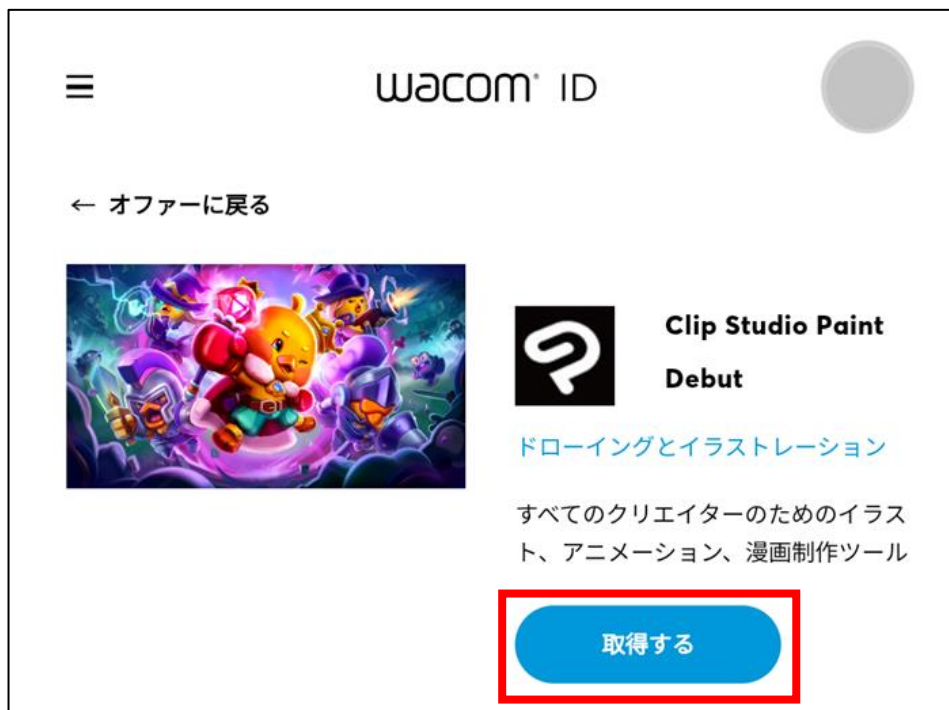 wacom ID
← オファーに戻る
Clip Studio Paint
Debut
ドローイングとイラストレーション
すべてのクリエイターのためのイラス
ト、アニメーション、漫画制作ツール
取得する